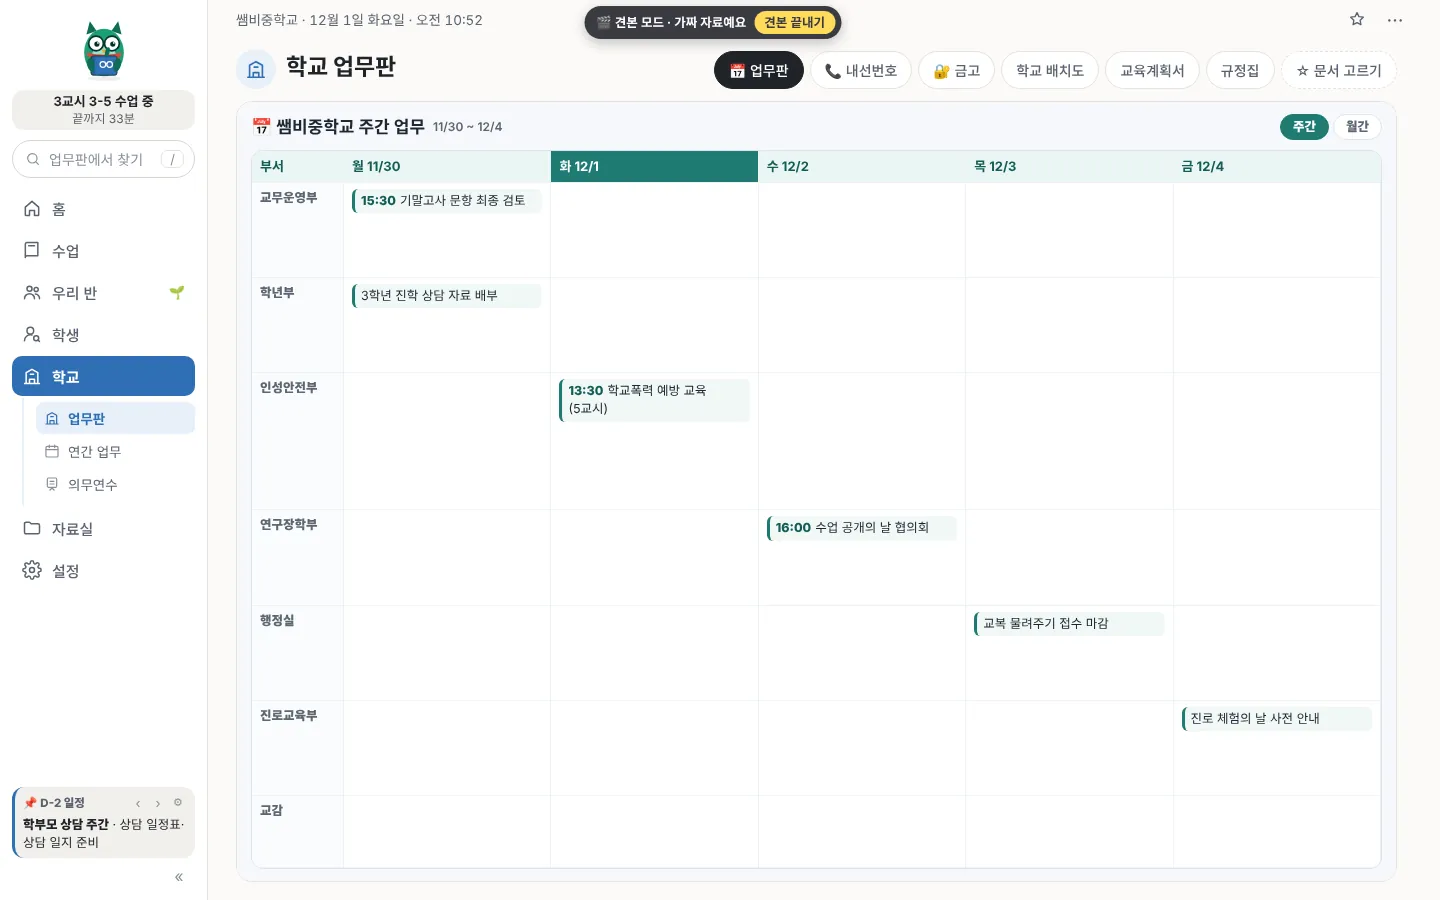 쌤비중학교 · 12월 1일 화요일 · 오전 10:52
🎬 견본 모드 · 가짜 자료예요 견본 끝내기
3교시 3-5 수업 중
끝까지 33분
업무판에서 찾기 /
홈
수업
우리 반
학생
학교
업무판
연간 업무
의무연수
자료실
설정
📌 D-2 일정 ‹ ›
학부모 상담 주간 · 상담 일정표·
상담 일지 준비
«
학교 업무판
📅 업무판 📞 내선번호 🔐 금고 학교 배치도 교육계획서 규정집 ☆ 문서 고르기
📅 쌤비중학교 주간 업무 11/30 ~ 12/4 주간 월간
부서 월 11/30 화 12/1 수 12/2 목 12/3 금 12/4
교무운영부 15:30 기말고사 문항 최종 검토
학년부 3학년 진학 상담 자료 배부
인성안전부 13:30 학교폭력 예방 교육
(5교시)
연구장학부 16:00 수업 공개의 날 협의회
행정실 교복 물려주기 접수 마감
진로교육부 진로 체험의 날 사전 안내
교감